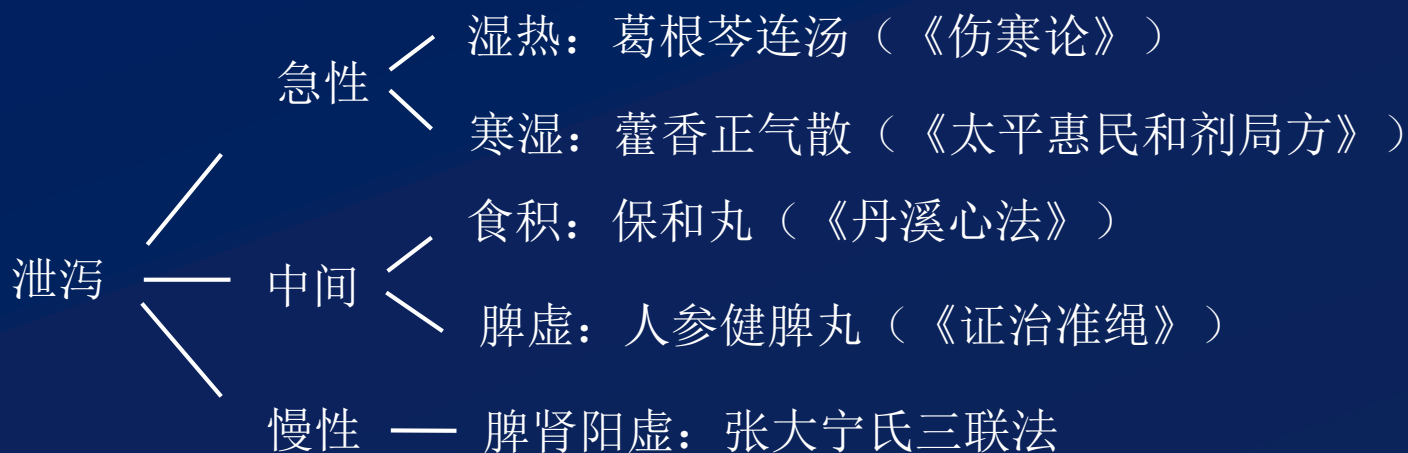 湿热：葛根芩连汤（《伤寒论》）
急性
寒湿：藿香正气散（《太平惠民和剂局方》）
食积：保和丸（《丹溪心法》）
泄泻
中间
脾虚：人参健脾丸（《证治准绳》）
慢性
脾肾阳虚：张大宁氏三联法